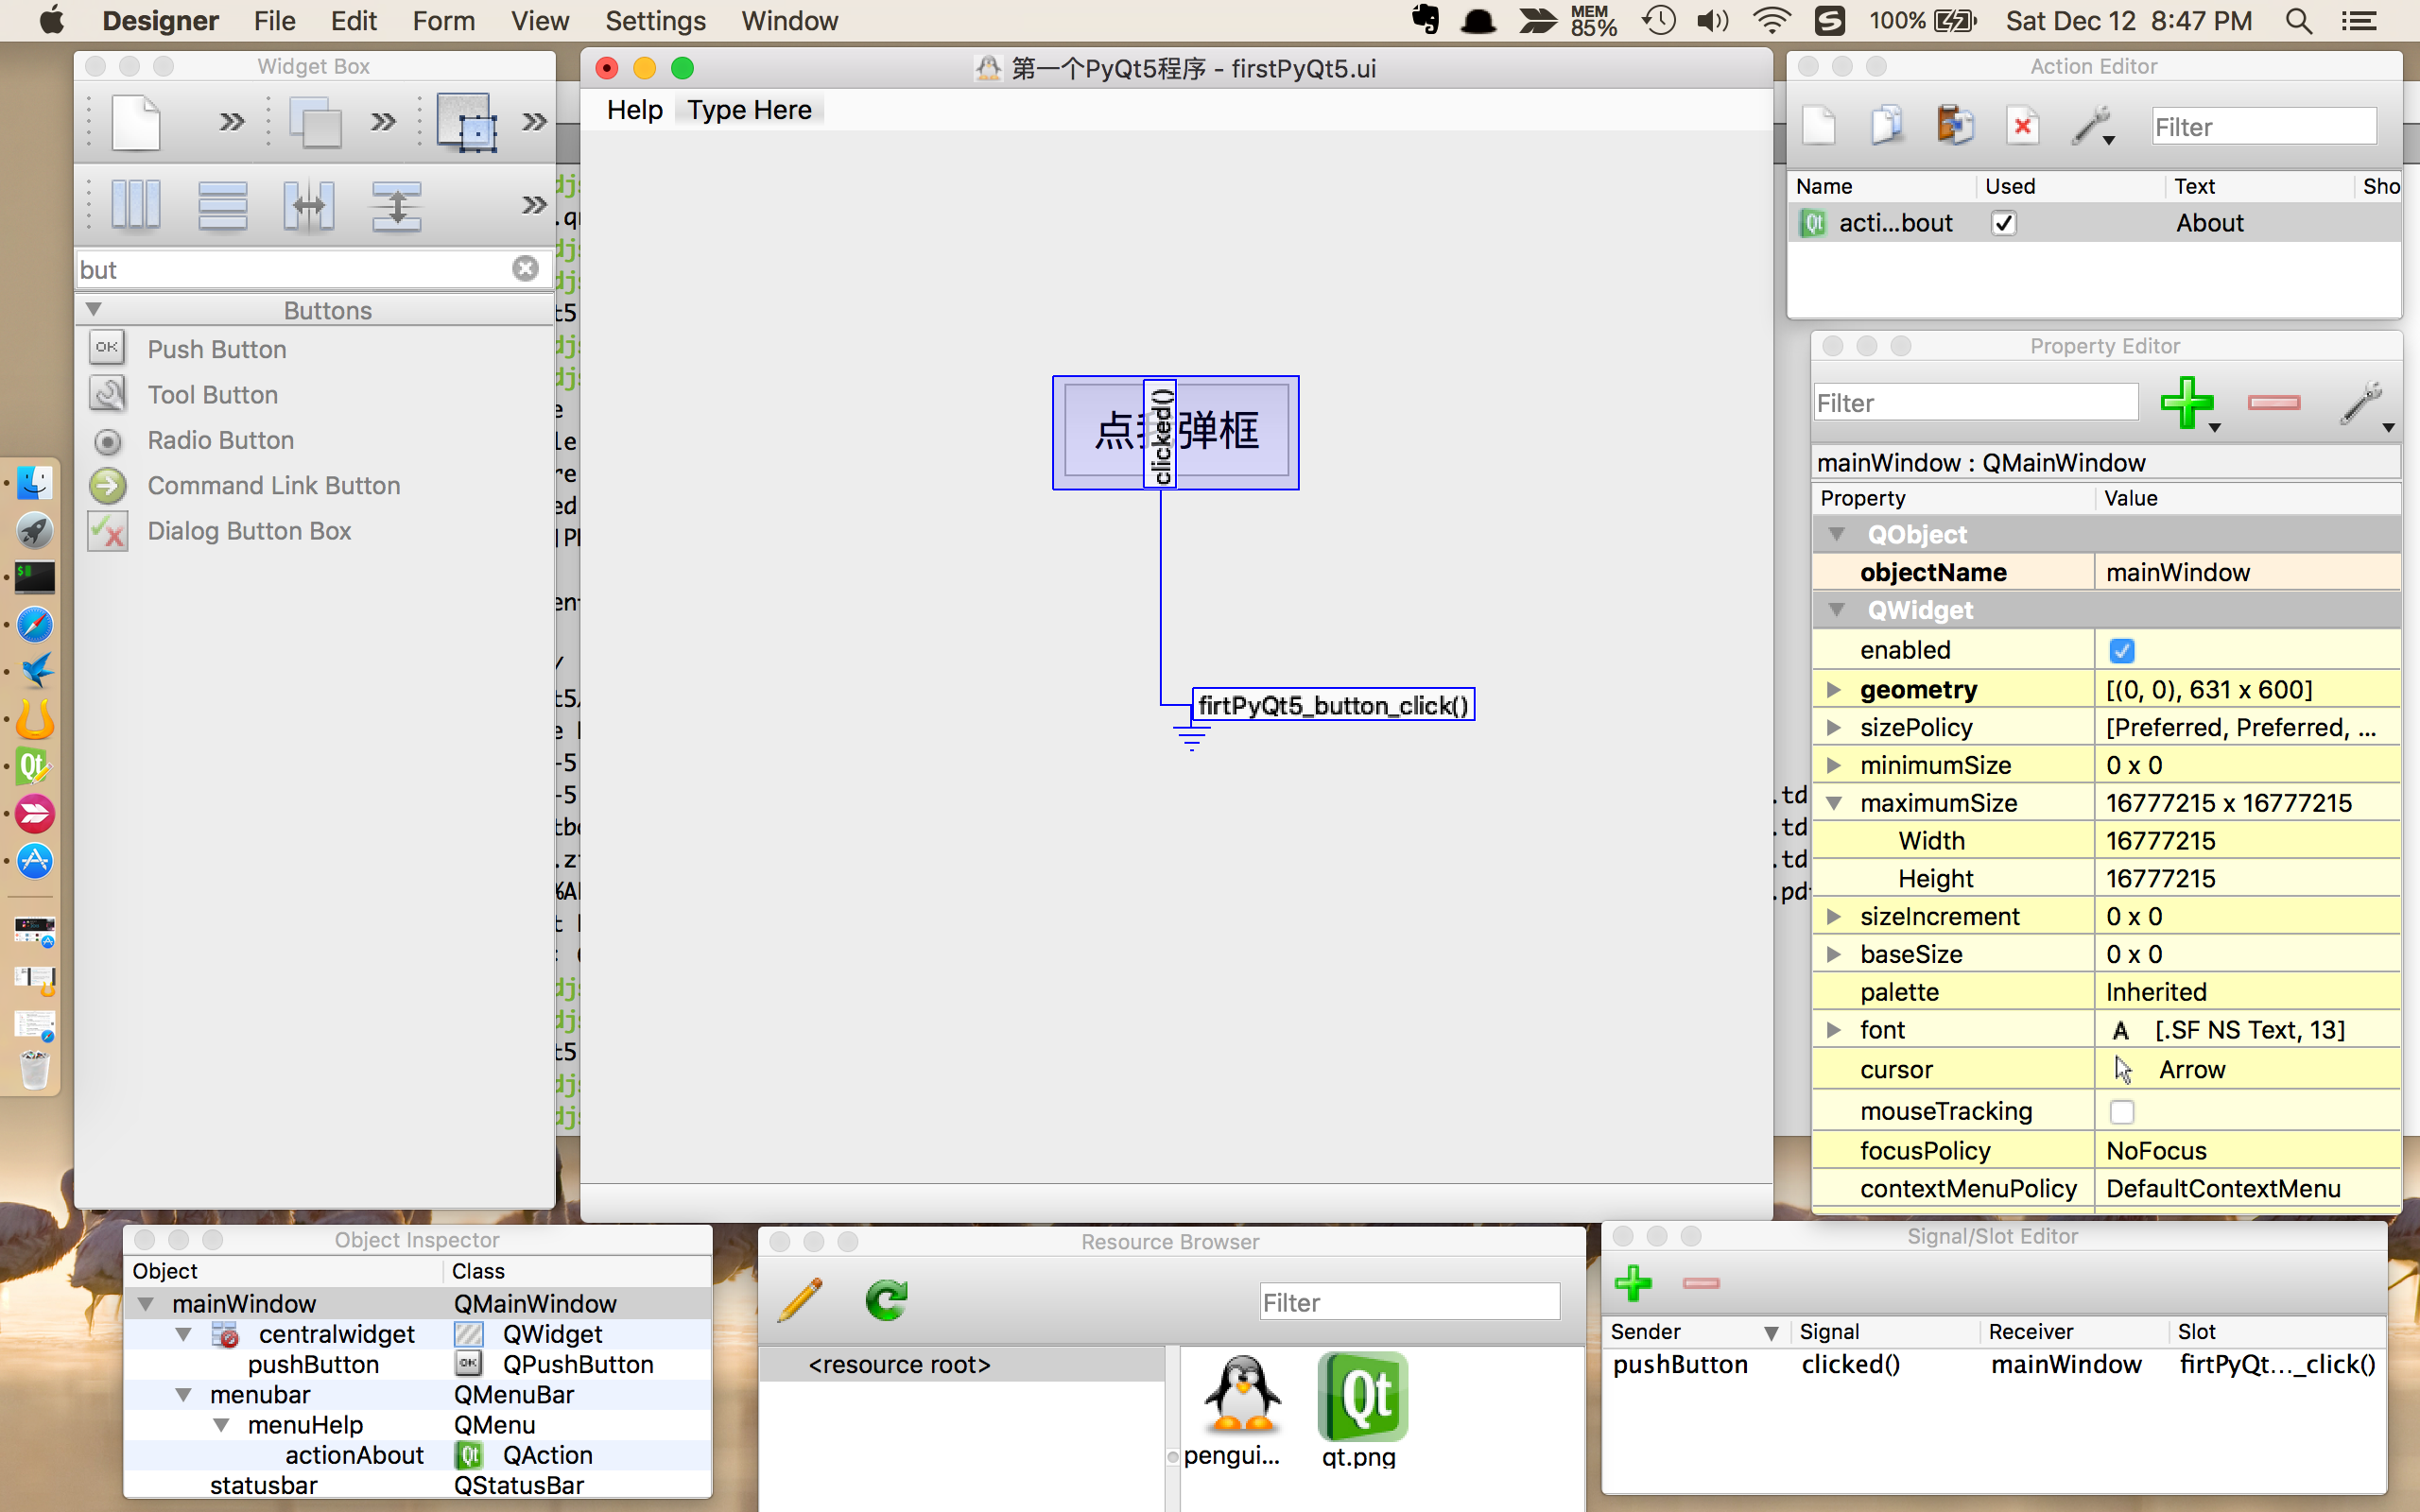 Designer File Edit Form View Settings Window MEM 85% 100% Sat Dec 12 8:47 PM
Widget Box
but
Buttons
Push Button
Tool Button
Radio Button
Command Link Button
Dialog Button Box
第一个PyQt5程序 - firstPyQt5.ui
Help Type Here
clicked()
弹框
firtPyQt5_button_click()
Action Editor
Filter
Name Used Text Sho
acti...bout About
Property Editor
Filter
mainWindow : QMainWindow
Property Value
QObject
objectName mainWindow
QWidget
enabled
geometry [(0, 0), 631 x 600]
sizePolicy [Preferred, Preferred, ...
minimumSize 0 x 0
maximumSize 16777215 x 16777215
Width 16777215
Height 16777215
sizeIncrement 0 x 0
baseSize 0 x 0
palette Inherited
font A [.SF NS Text, 13]
cursor Arrow
mouseTracking
focusPolicy NoFocus
contextMenuPolicy DefaultContextMenu
Object Inspector
Object Class
mainWindow QMainWindow
centralwidget QWidget
pushButton QPushButton
menubar QMenuBar
menuHelp QMenu
actionAbout QAction
statusbar QStatusBar
Resource Browser
Filter
<resource root>
pengui...
qt.png
Signal/Slot Editor
Sender Signal Receiver Slot
pushButton clicked() mainWindow firtPyQt..._click()